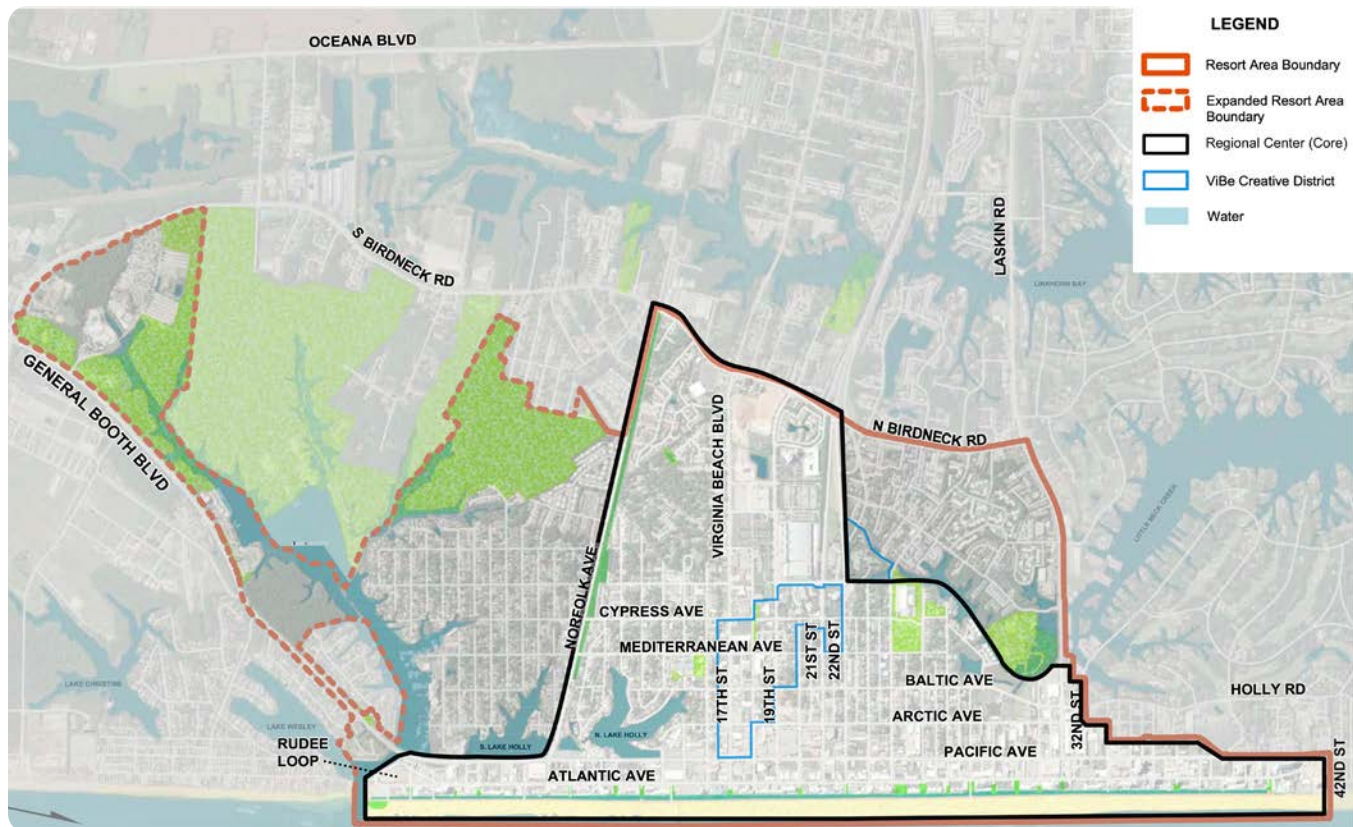 LEGEND
Resort Area Boundary
Expanded Resort Area
Boundary
Regional Center (Core)
ViBe Creative District
Water
OCEANA BLVD
S BIRDNECK RD
LASKIN RD
LINKHORN BAY
GENERAL BOOTH BLVD
N BIRDNECK RD
VIRGINIA BEACH BLVD
LITTLE NECK CREEK
NORFOLK AVE
CYPRESS AVE
MEDITERRANEAN AVE
21ST ST
22ND ST
17TH ST
19TH ST
BALTIC AVE
HOLLY RD
LAKE CHRISTINE
ARCTIC AVE
32ND ST
LAKE WESLEY
RUDEE
LOOP
S. LAKE HOLLY
N. LAKE HOLLY
PACIFIC AVE
ATLANTIC AVE
42ND ST